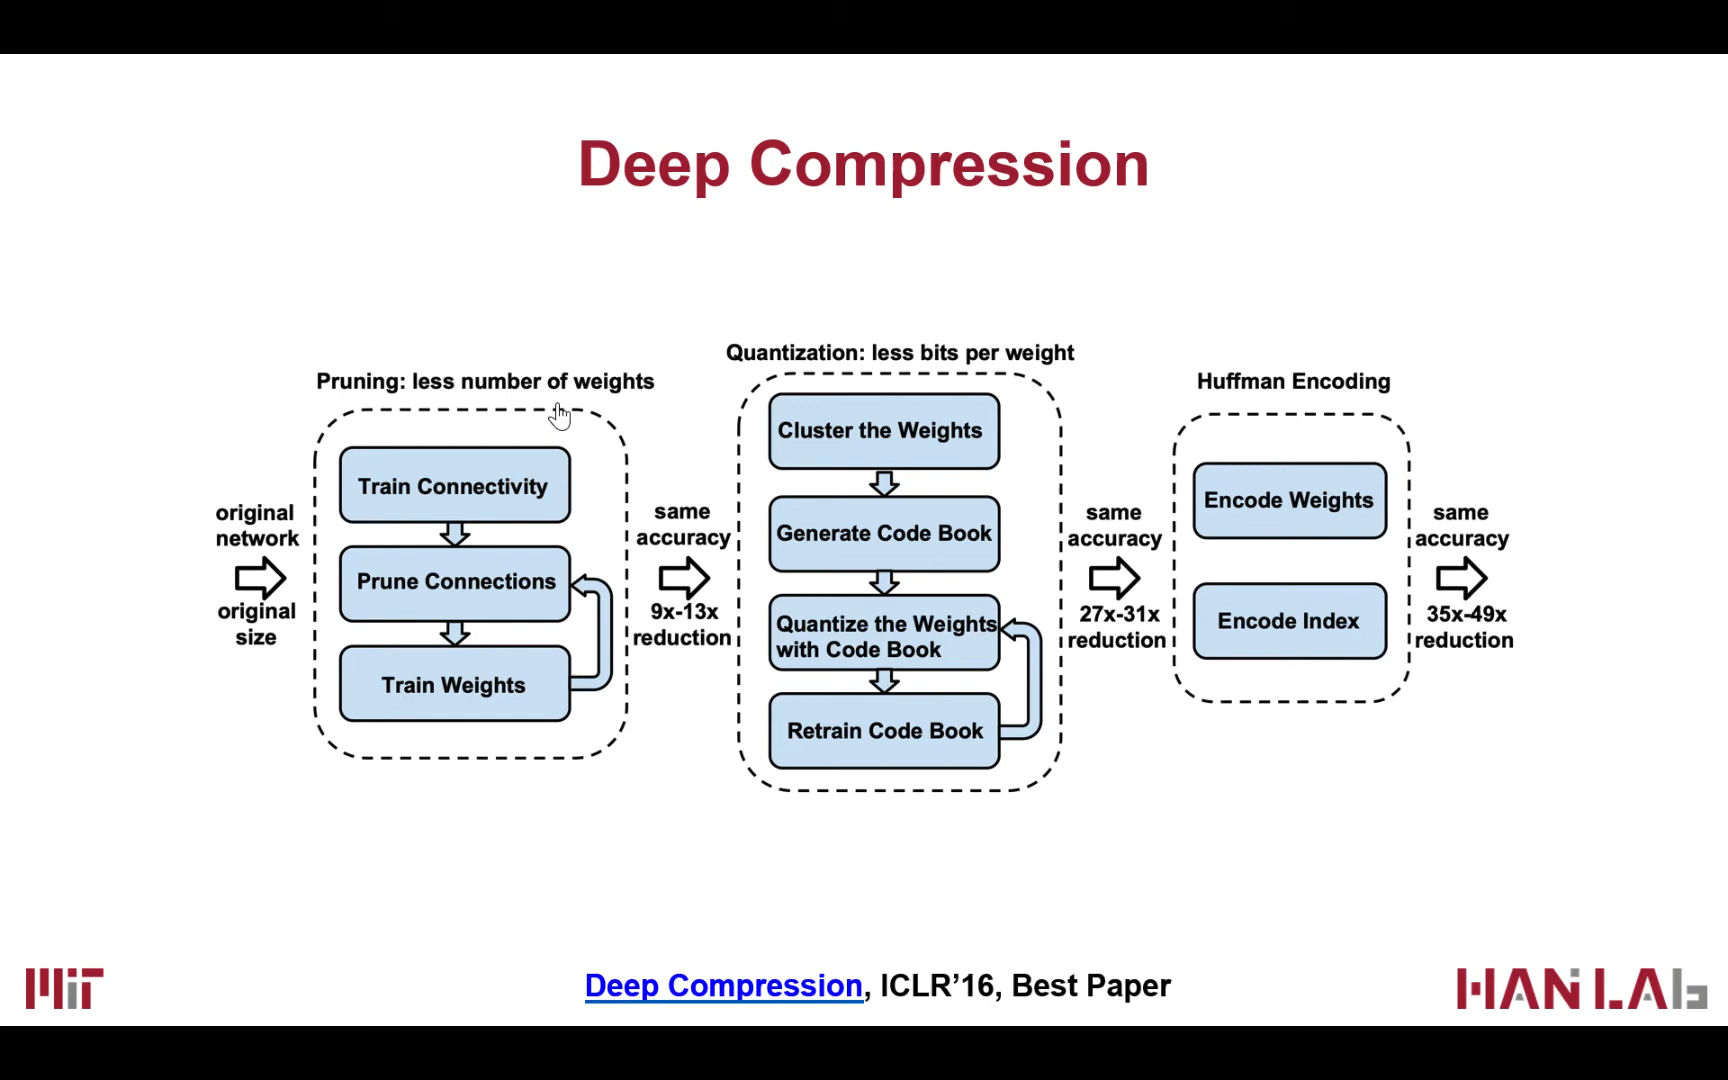 Deep Compression
Pruning: less number of weights
Train Connectivity
Prune Connections
Train Weights
original
network
original
size
same
accuracy
9x-13x
reduction
Quantization: less bits per weight
Cluster the Weights
Generate Code Book
Quantize the Weights
with Code Book
Retrain Code Book
same
accuracy
27x-31x
reduction
Huffman Encoding
Encode Weights
Encode Index
same
accuracy
35x-49x
reduction
MIT
Deep Compression, ICLR’16, Best Paper
HAN LAb